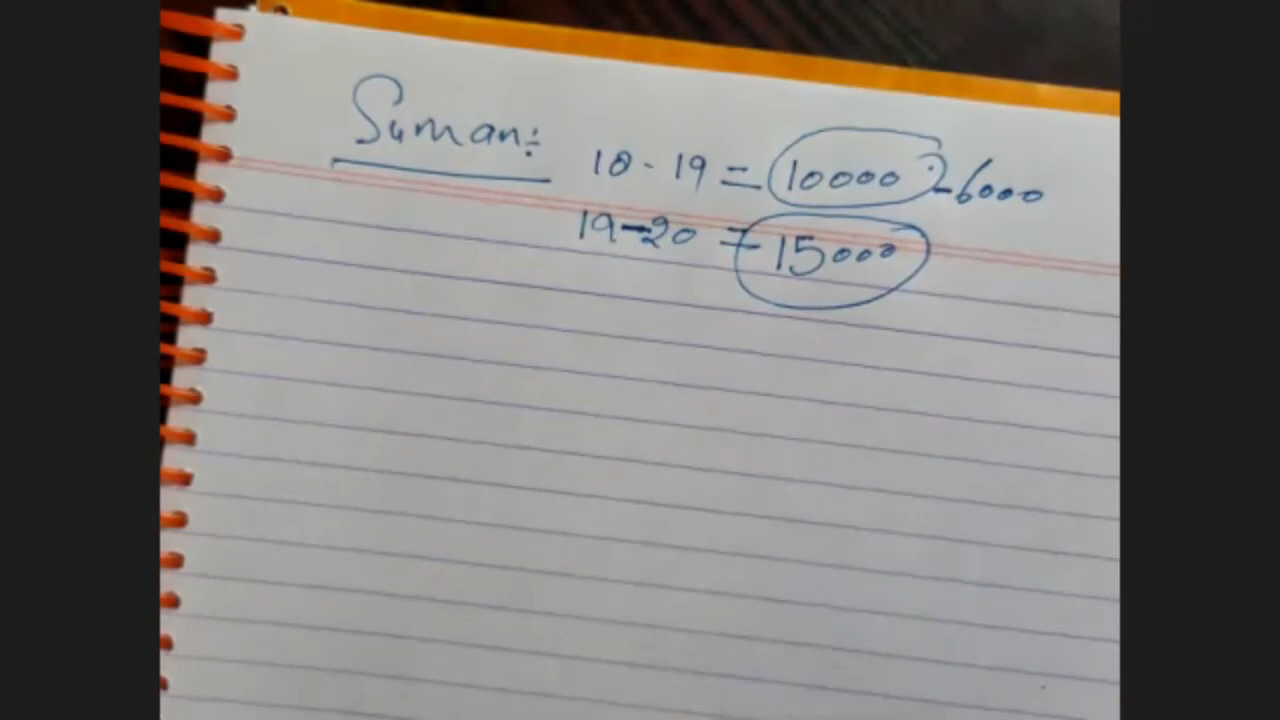 Suman:
18-19 = 10000 - 6000
19-20 = 15000